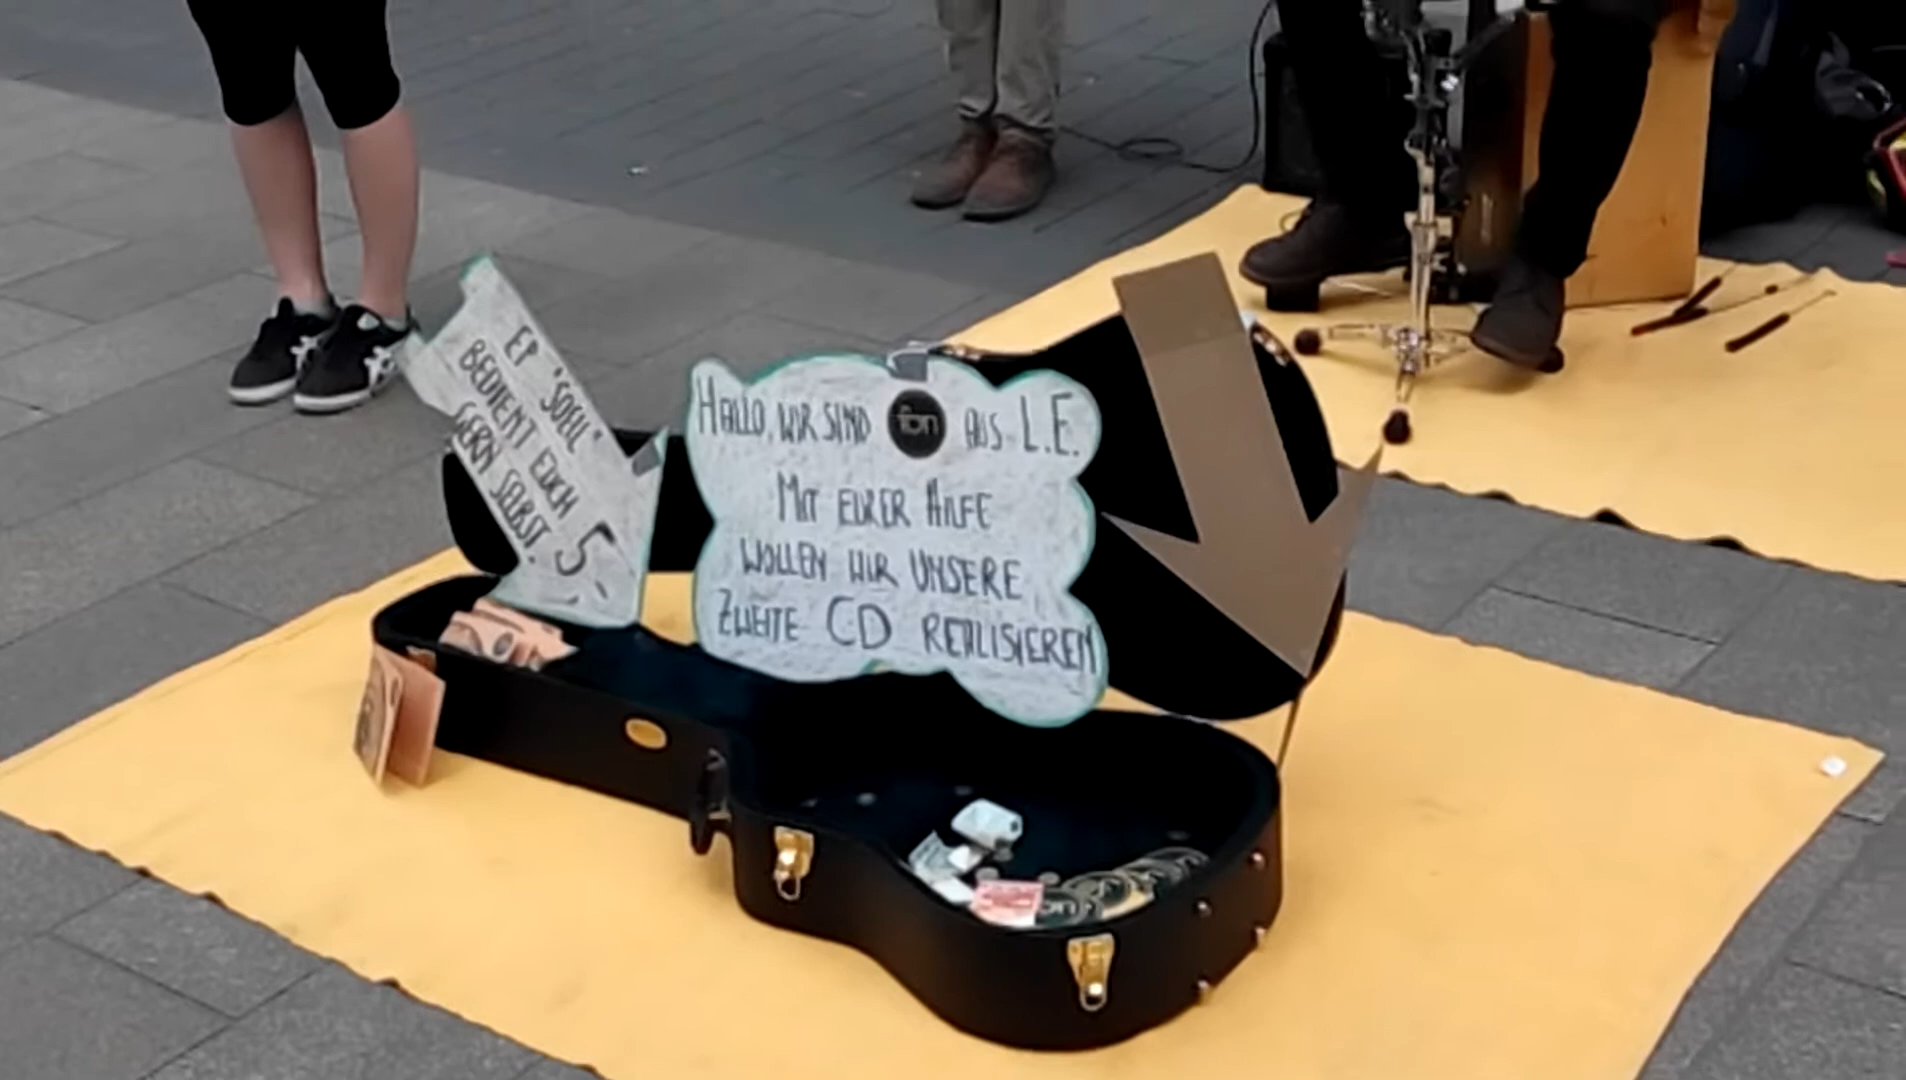 EP "SOFIL"
BEDIENT EUCH
GERN SELBST.
5,-
HALLO, WIR SIND fon AUS L.E.
MIT EURER HILFE
WOLLEN WIR UNSERE
ZWEITE CD REALISIEREN